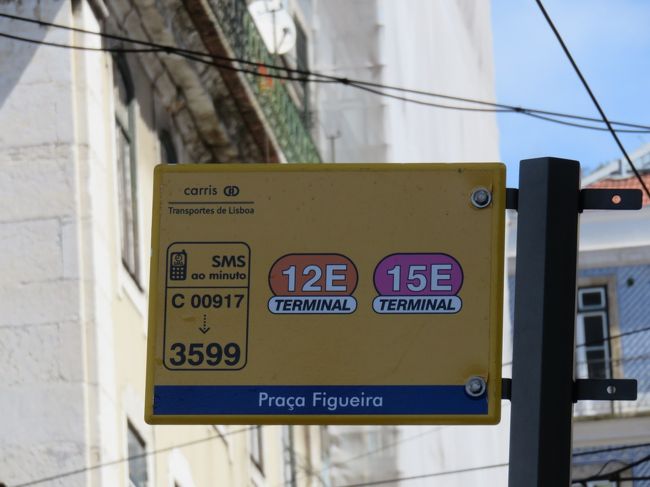 carris
Transportes de Lisboa
SMS
ao minuto
C 00917
3599
12E
TERMINAL
15E
TERMINAL
Praça Figueira